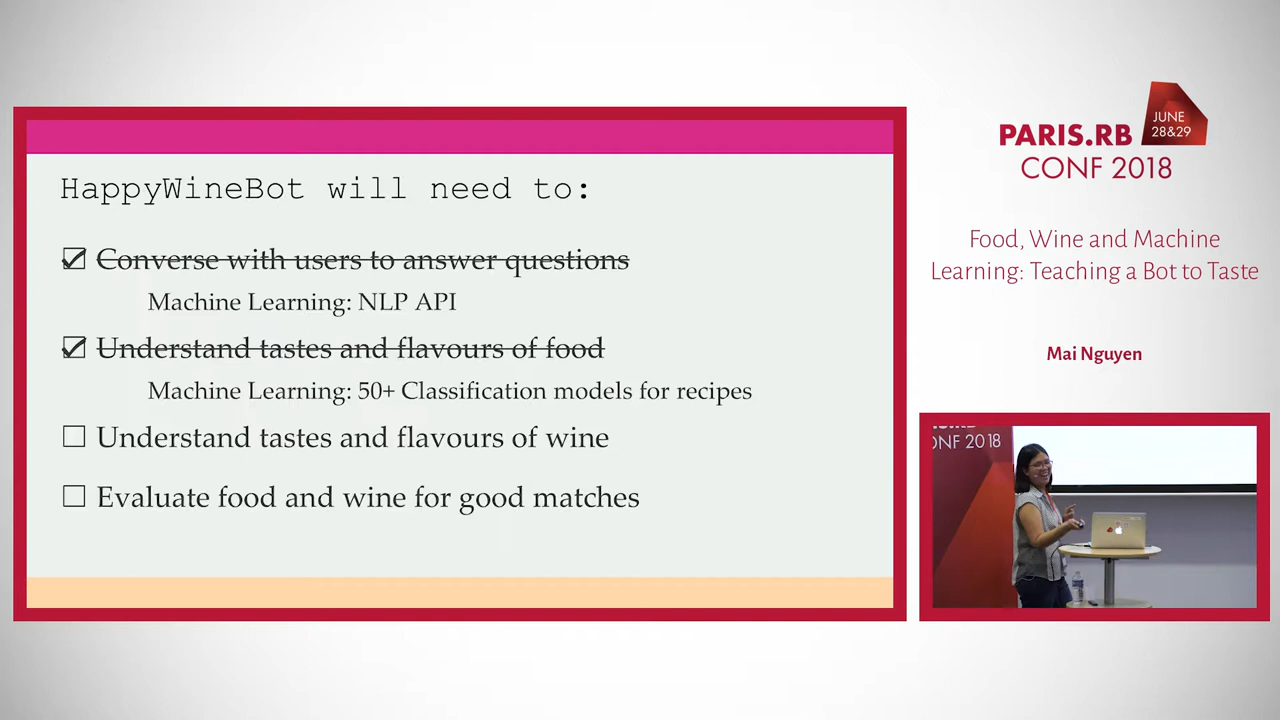 HappyWineBot will need to:
Converse with users to answer questions
Machine Learning: NLP API
Understand tastes and flavours of food
Machine Learning: 50+ Classification models for recipes
Understand tastes and flavours of wine
Evaluate food and wine for good matches
PARIS.RB
JUNE
28&29
CONF 2018
Food, Wine and Machine
Learning: Teaching a Bot to Taste
Mai Nguyen
CONF 2018